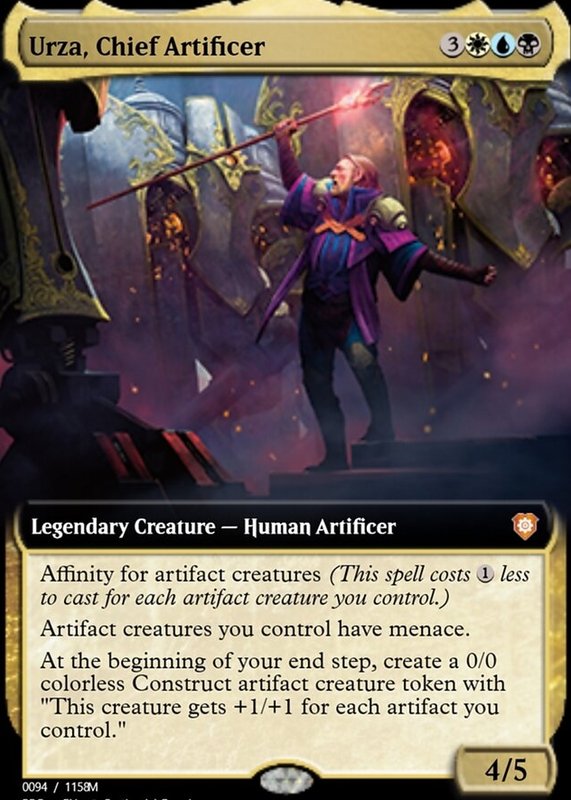 Urza, Chief Artificer
3
Legendary Creature — Human Artificer
Affinity for artifact creatures (This spell costs 1 less
to cast for each artifact creature you control.)
Artifact creatures you control have menace.
At the beginning of your end step, create a 0/0
colorless Construct artifact creature token with
"This creature gets +1/+1 for each artifact you
control."
4/5
0094 / 1158M